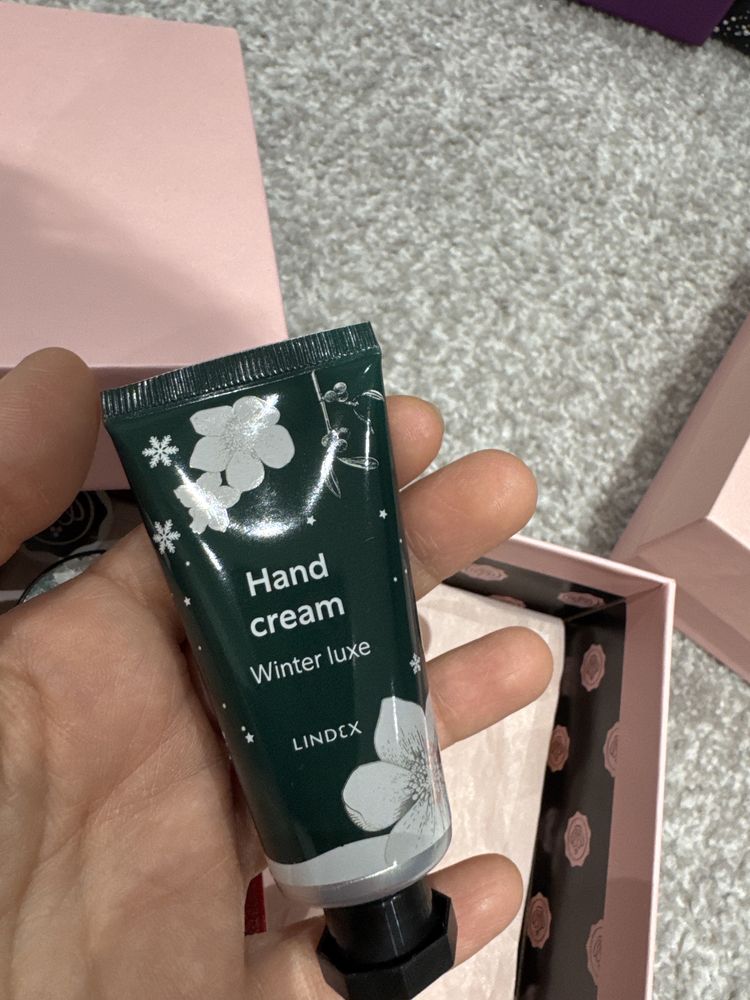 Hand
cream
Winter luxe
LINDEX